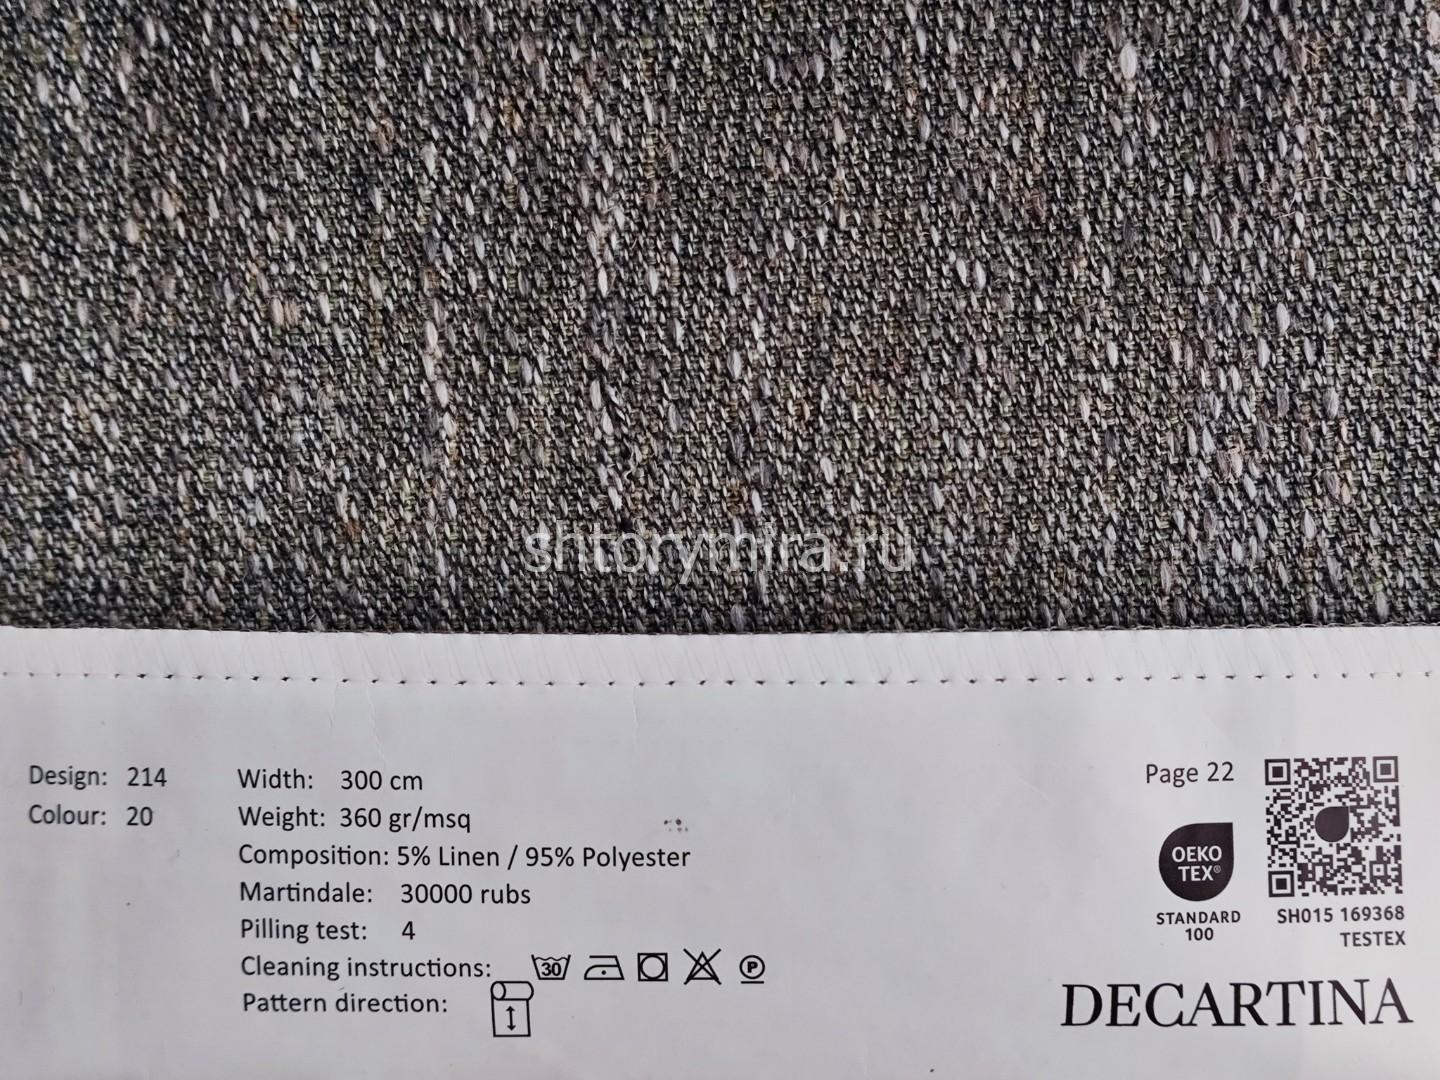 shtorymira.ru
Design: 214
Colour: 20
Width: 300 cm
Weight: 360 gr/msq
Composition: 5% Linen / 95% Polyester
Martindale: 30000 rubs
Pilling test: 4
Cleaning instructions: 30 P
Pattern direction:
Page 22
OEKO
TEX®
STANDARD
100
SH015 169368
TESTEX
DECARTINA